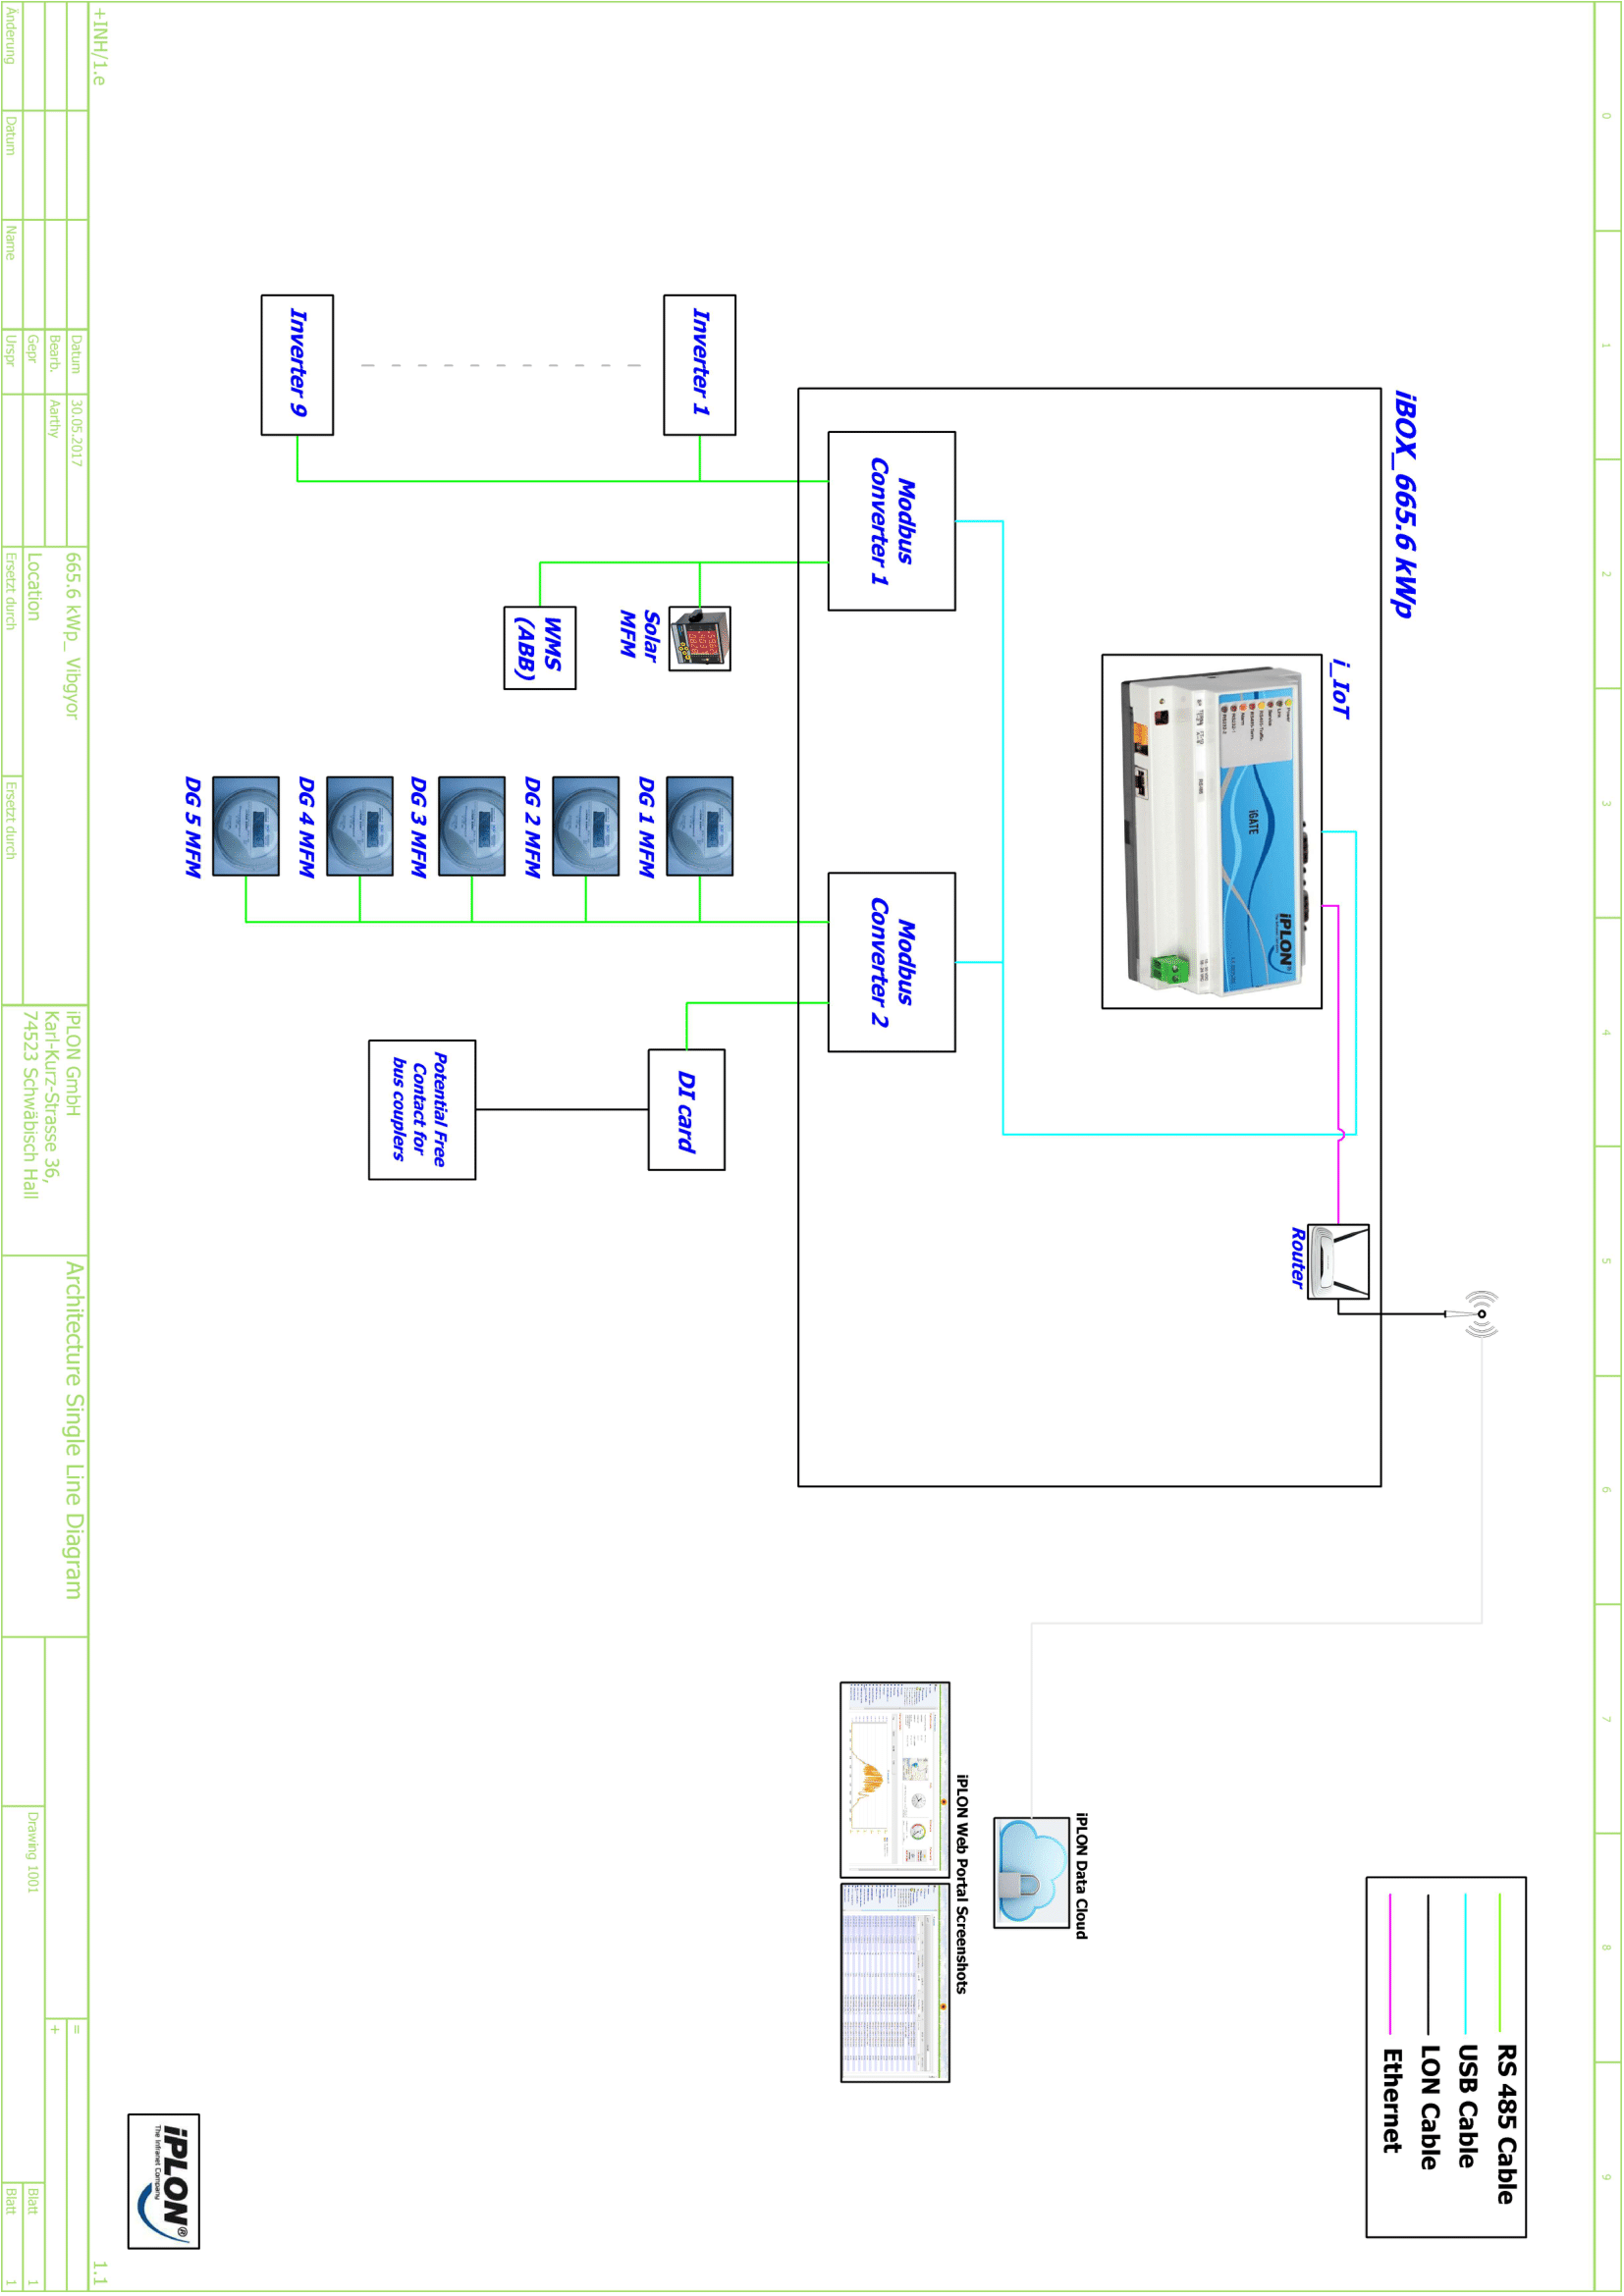 0
1
2
3
4
5
6
7
8
9
RS 485 Cable
USB Cable
LON Cable
Ethernet
iBOX_665.6 kWp
i_IoT
Power
Link
Service
Alarm
iGATE
iPLON®
Router
Modbus
Converter 1
Modbus
Converter 2
iPLON Data Cloud
iPLON Web Portal Screenshots
Inverter 1
Inverter 9
Solar
MFM
WMS
(ABB)
DG 1 MFM
DG 2 MFM
DG 3 MFM
DG 4 MFM
DG 5 MFM
DI card
Potential Free
Contact for
bus couplers
iPLON®
The Infranet Company
+INH/1.e
1.1
Datum
30.05.2017
665.6 kWp_ Vibgyor
iPLON GmbH
Architecture Single Line Diagram
=
Bearb.
Aarthy
Karl-Kurz-Strasse 36,
+
Gepr
Location
74523 Schwäbisch Hall
Drawing 1001
Blatt
1
Änderung
Datum
Name
Urspr
Ersetzt durch
Ersetzt durch
Blatt
1